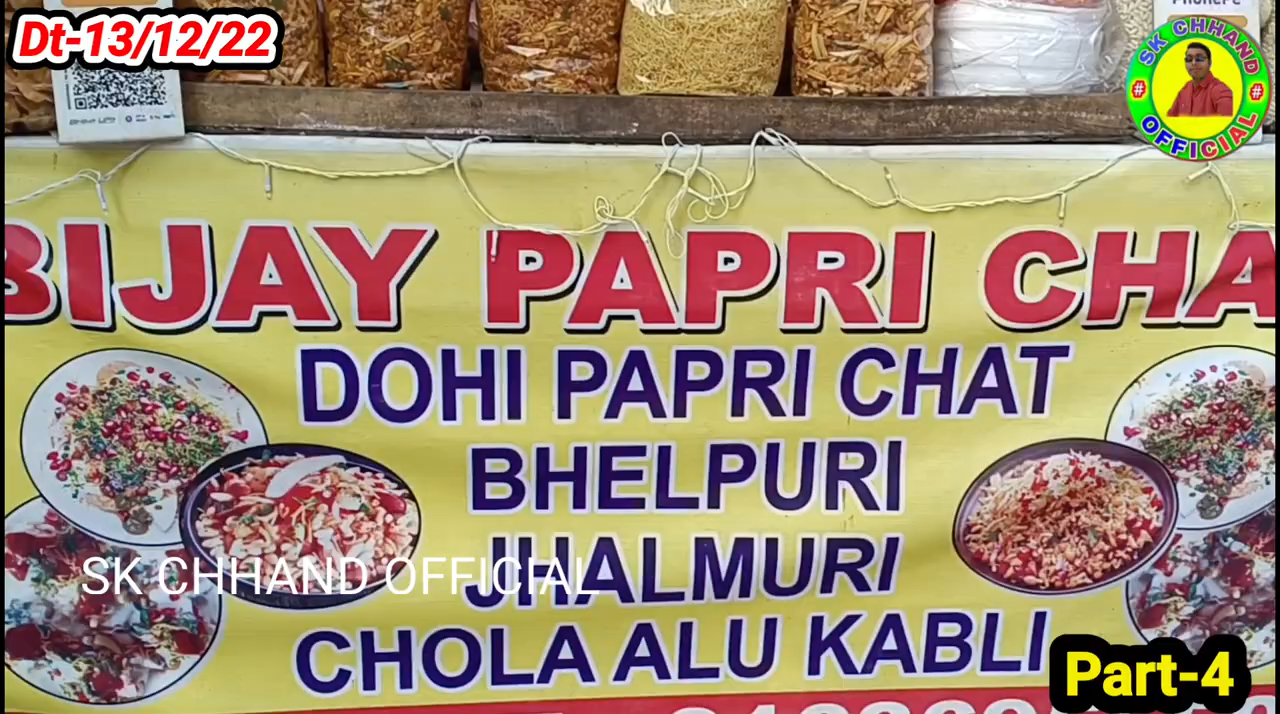 Dt-13/12/22
PhonePe
SK CHHAND
# #
OFFICIAL
BIJAY PAPRI CHA
DOHI PAPRI CHAT
BHELPURI
JHALMURI
SK CHHAND OFFICIAL
CHOLA ALU KABLI
Part-4